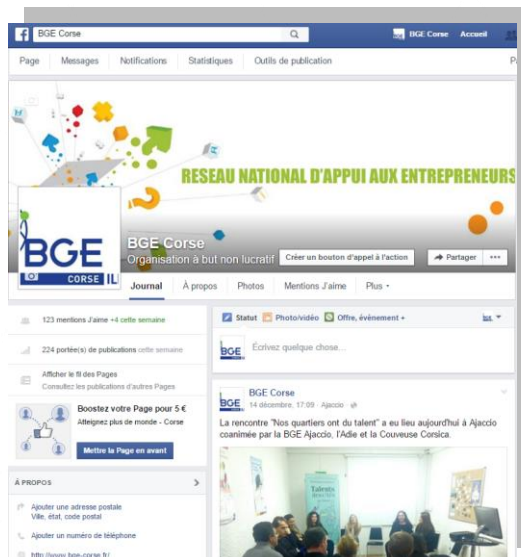 BGE Corse
BGE Corse Accueil
Page Messages Notifications Statistiques Outils de publication
RESEAU NATIONAL D'APPUI AUX ENTREPRENEURS
BGE
CORSE
BGE Corse
Organisation à but non lucratif
Créer un bouton d'appel à l'action
Partager
Journal À propos Photos Mentions J'aime Plus
123 mentions J'aime +4 cette semaine
224 portée(s) de publications cette semaine
Afficher le fil des Pages
Consultez les publications d'autres Pages
Boostez votre Page pour 5 €
Atteignez plus de monde - Corse
Mettre la Page en avant
À PROPOS
Ajouter une adresse postale
Ville, état, code postal
Ajouter un numéro de téléphone
http://www.bge-corse.fr/
Statut Photo/vidéo Offre, évènement +
BGE
Écrivez quelque chose...
BGE
BGE Corse
14 décembre, 17:09 · Ajaccio
La rencontre "Nos quartiers ont du talent" a eu lieu aujourd'hui à Ajaccio
coanimée par la BGE Ajaccio, l'Adie et la Couveuse Corsica.
Talents